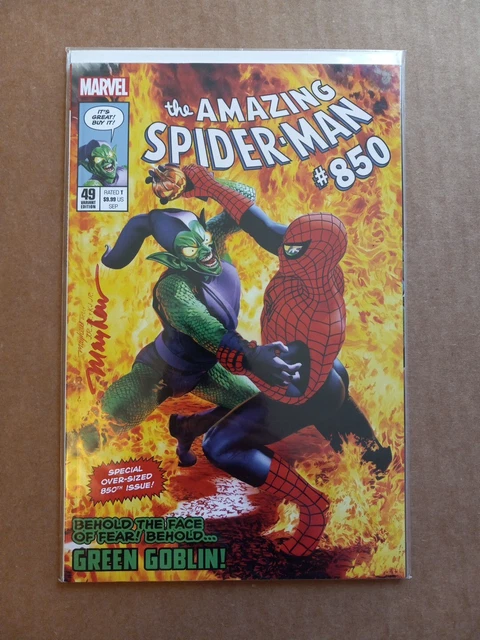 MARVEL
IT'S
GREAT!
BUY IT!
49
VARIANT
EDITION
RATED T
$9.99 US
SEP
the AMAZING
SPIDER-MAN
#850
Mayhew
SPECIAL
OVER-SIZED
850TH ISSUE!
BEHOLD THE FACE
OF FEAR! BEHOLD...
GREEN GOBLIN!